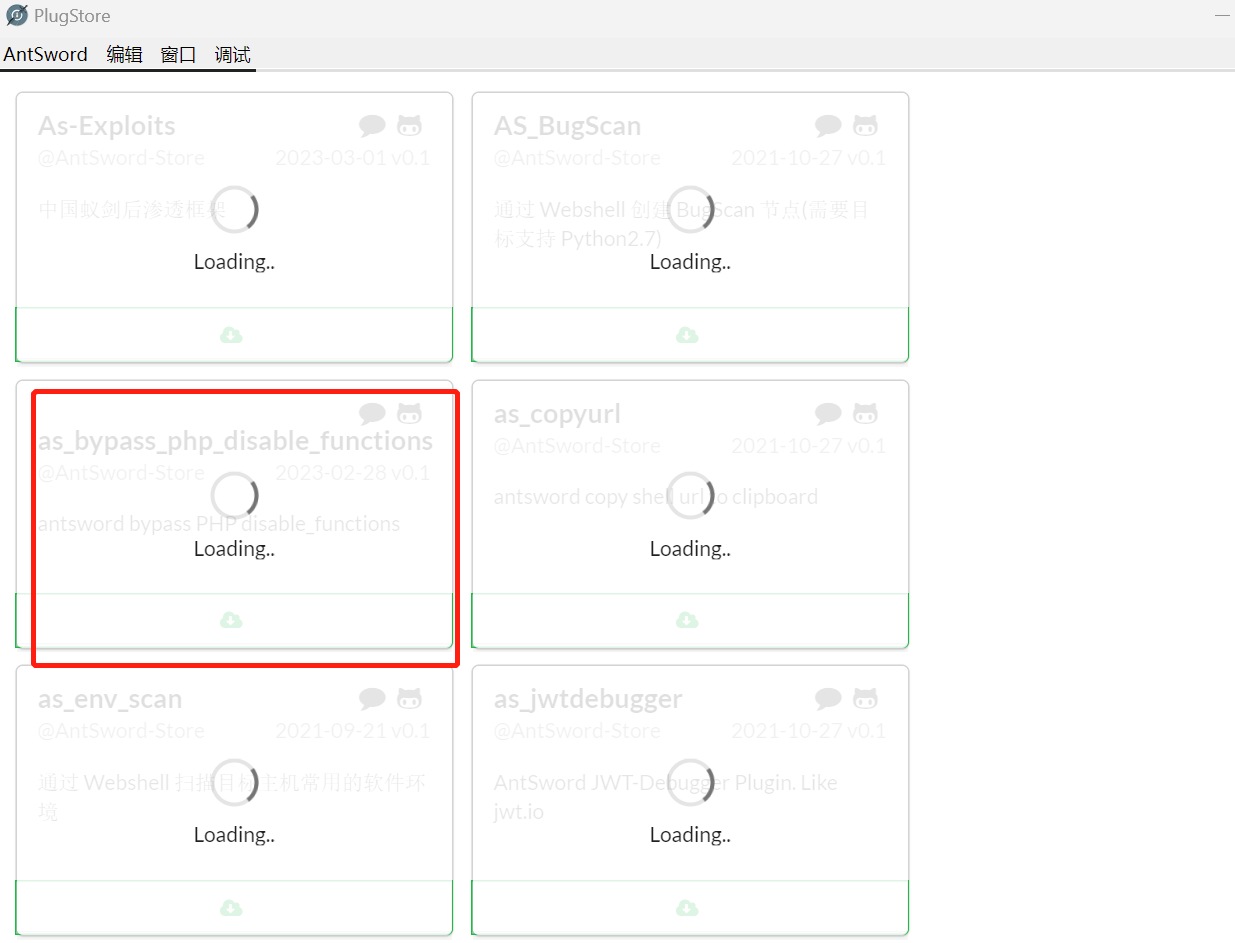 PlugStore
AntSword 编辑 窗口 调试
As-Exploits
@AntSword-Store 2023-03-01 v0.1
中国蚁剑后渗透框架
Loading..
AS_BugScan
@AntSword-Store 2021-10-27 v0.1
通过 Webshell 创建 BugScan 节点(需要目
标支持 Python2.7)
Loading..
as_bypass_php_disable_functions
@AntSword-Store 2023-02-28 v0.1
antsword bypass PHP disable_functions
Loading..
as_copyurl
@AntSword-Store 2021-10-27 v0.1
antsword copy shell url to clipboard
Loading..
as_env_scan
@AntSword-Store 2021-09-21 v0.1
通过 Webshell 扫描目标主机常用的软件环
境
Loading..
as_jwtdebugger
@AntSword-Store 2021-10-27 v0.1
AntSword JWT-Debugger Plugin. Like
jwt.io
Loading..